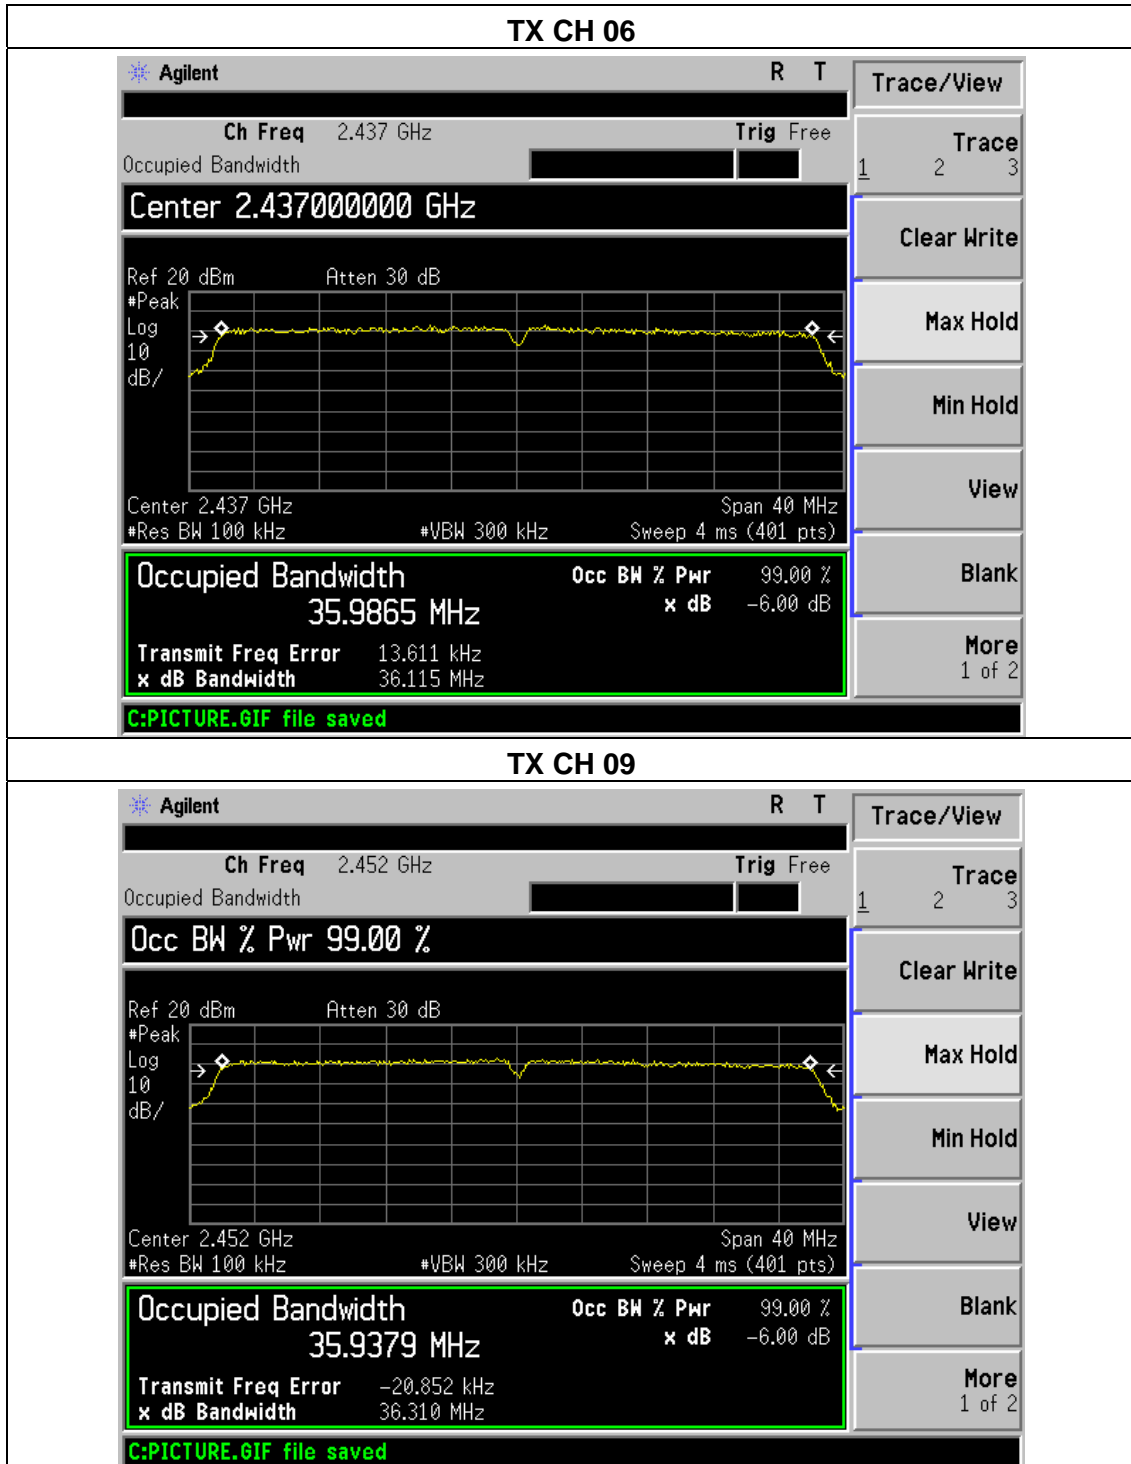 TX CH 06
Agilent R T
Trace/View
Ch Freq 2.437 GHz Trig Free
Occupied Bandwidth
Trace
1 2 3
Center 2.437000000 GHz
Clear Write
Ref 20 dBm Atten 30 dB
#Peak
Log
10
dB/
Max Hold
Min Hold
View
Center 2.437 GHz Span 40 MHz
#Res BW 100 kHz #VBW 300 kHz Sweep 4 ms (401 pts)
Occupied Bandwidth Occ BW % Pwr 99.00 %
35.9865 MHz x dB -6.00 dB
Blank
Transmit Freq Error 13.611 kHz
x dB Bandwidth 36.115 MHz
More
1 of 2
C:PICTURE.GIF file saved
TX CH 09
Agilent R T
Trace/View
Ch Freq 2.452 GHz Trig Free
Occupied Bandwidth
Trace
1 2 3
Occ BW % Pwr 99.00 %
Clear Write
Ref 20 dBm Atten 30 dB
#Peak
Log
10
dB/
Max Hold
Min Hold
View
Center 2.452 GHz Span 40 MHz
#Res BW 100 kHz #VBW 300 kHz Sweep 4 ms (401 pts)
Occupied Bandwidth Occ BW % Pwr 99.00 %
35.9379 MHz x dB -6.00 dB
Blank
Transmit Freq Error -20.852 kHz
x dB Bandwidth 36.310 MHz
More
1 of 2
C:PICTURE.GIF file saved